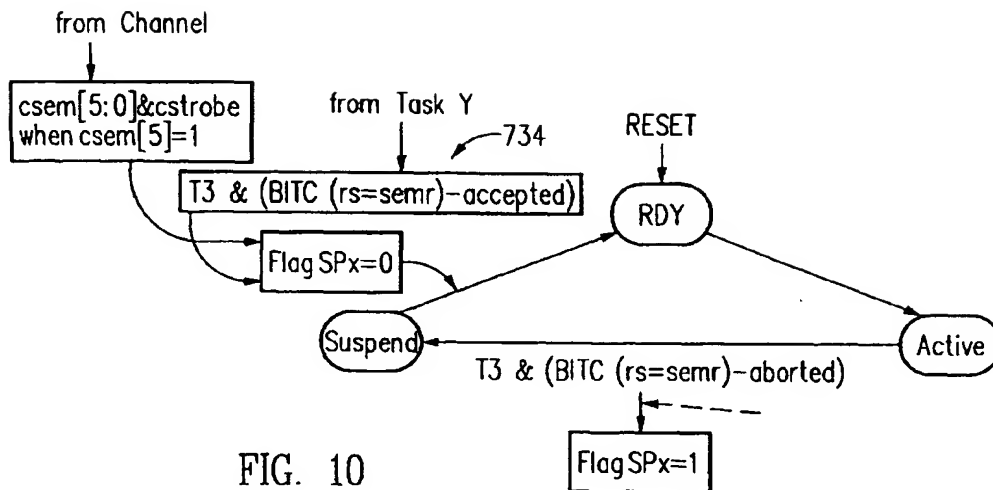 from Channel
csem[5:0]&cstrobe
when csem[5]=1
from Task Y
734
RESET
T3 & (BITC (rs=semr)-accepted)
RDY
Flag SPx=0
Suspend
Active
T3 & (BITC (rs=semr)-aborted)
FIG. 10
Flag SPx=1